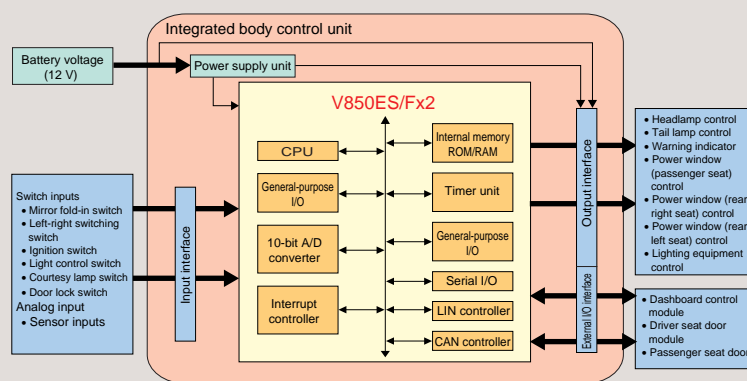 Integrated body control unit
Battery voltage
(12 V)
Power supply unit
V850ES/Fx2
CPU
General-purpose
I/O
10-bit A/D
converter
Interrupt
controller
Internal memory
ROM/RAM
Timer unit
General-purpose
I/O
Serial I/O
LIN controller
CAN controller
Switch inputs
• Mirror fold-in switch
• Left-right switching
switch
• Ignition switch
• Light control switch
• Courtesy lamp switch
• Door lock switch
Analog input
• Sensor inputs
Input interface
Output interface
External I/O interface
• Headlamp control
• Tail lamp control
• Warning indicator
• Power window
(passenger seat)
control
• Power window (rear
right seat) control
• Power window (rear
left seat) control
• Lighting equipment
control
• Dashboard control
module
• Driver seat door
module
• Passenger seat door